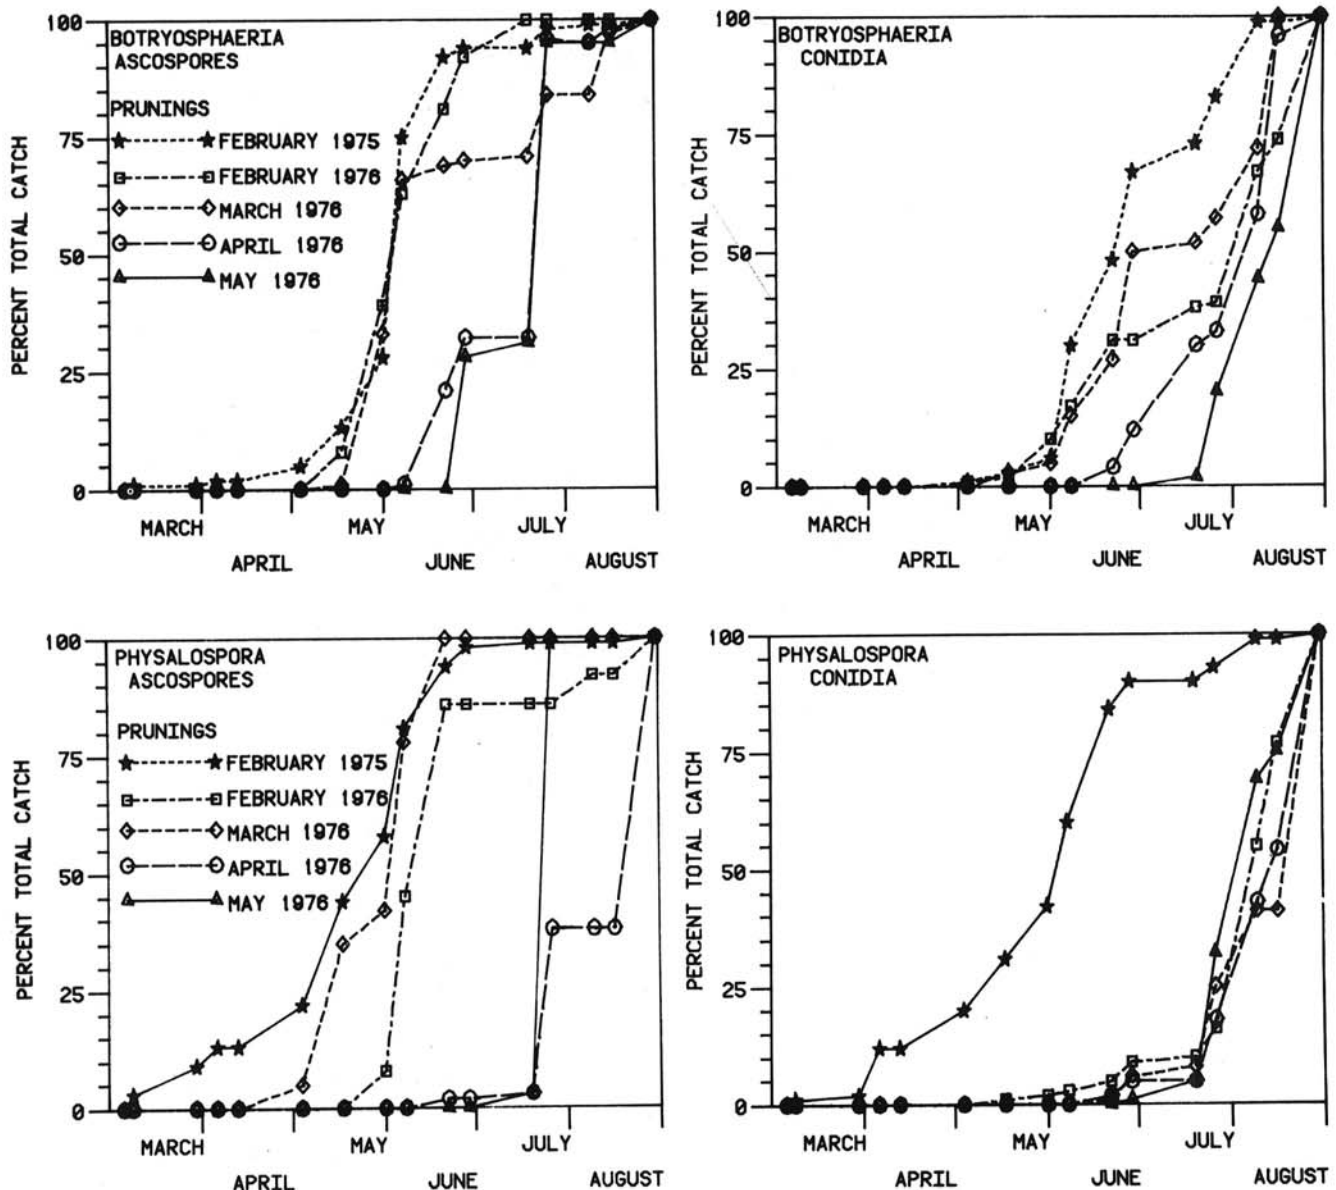 BOTRYOSPHAERIA
ASCOSPORES
PRUNINGS
FEBRUARY 1975
FEBRUARY 1976
MARCH 1976
APRIL 1976
MAY 1976
PERCENT TOTAL CATCH
100
75
50
25
0
MARCH
MAY
JULY
APRIL
JUNE
AUGUST
BOTRYOSPHAERIA
CONIDIA
PERCENT TOTAL CATCH
100
75
50
25
0
MARCH
MAY
JULY
APRIL
JUNE
AUGUST
PHYSALOSPORA
ASCOSPORES
PRUNINGS
FEBRUARY 1975
FEBRUARY 1976
MARCH 1976
APRIL 1976
MAY 1976
PERCENT TOTAL CATCH
100
75
50
25
0
MARCH
MAY
JULY
APRIL
JUNE
AUGUST
PHYSALOSPORA
CONIDIA
PERCENT TOTAL CATCH
100
75
50
25
0
MARCH
MAY
JULY
APRIL
JUNE
AUGUST